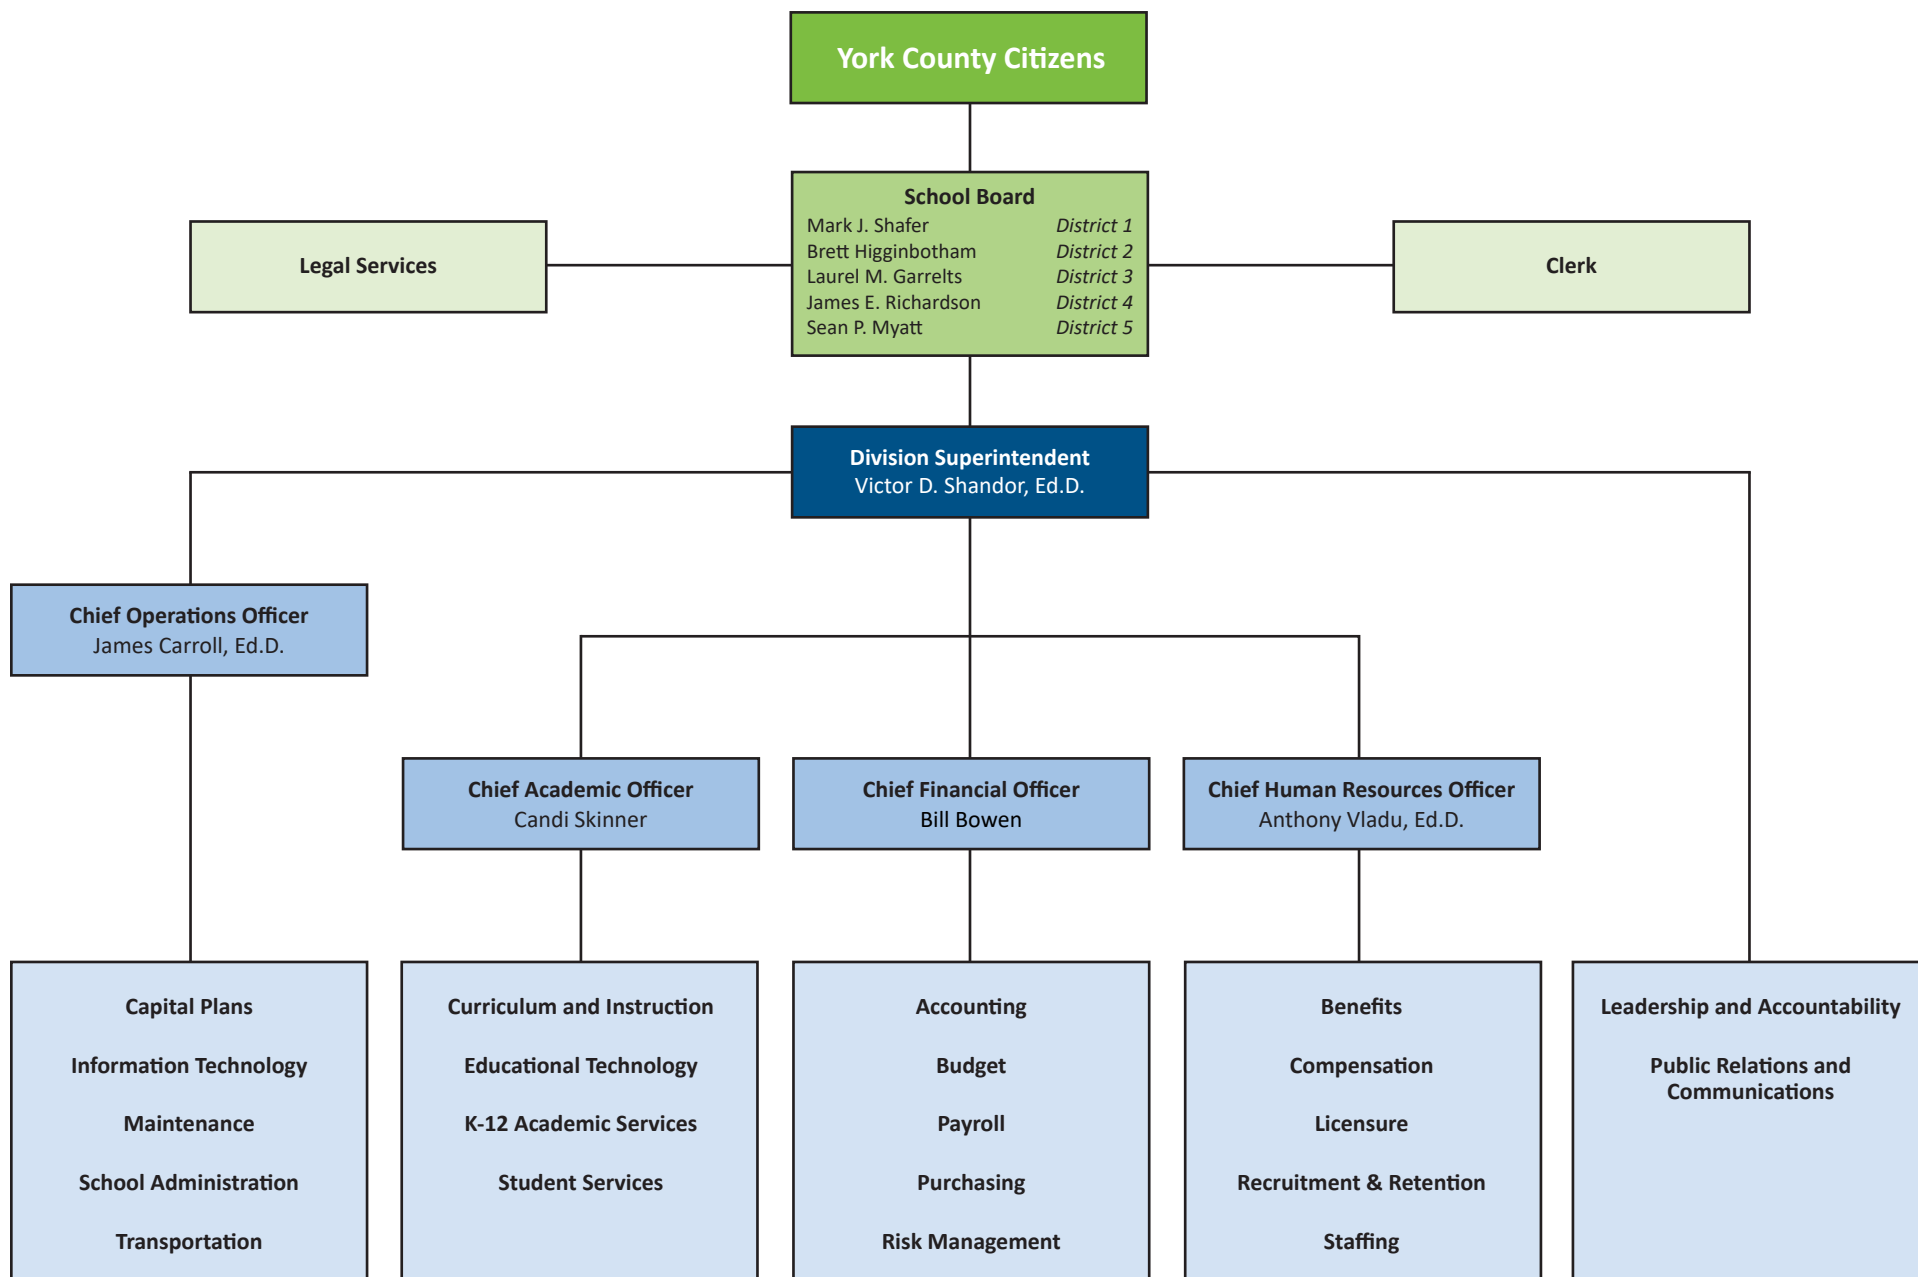 York County Citizens
School Board
Mark J. Shafer District 1
Brett Higginbotham District 2
Laurel M. Garrelts District 3
James E. Richardson District 4
Sean P. Myatt District 5
Legal Services
Clerk
Division Superintendent
Victor D. Shandor, Ed.D.
Chief Operations Officer
James Carroll, Ed.D.
Chief Academic Officer
Candi Skinner
Chief Financial Officer
Bill Bowen
Chief Human Resources Officer
Anthony Vladu, Ed.D.
Capital Plans
Information Technology
Maintenance
School Administration
Transportation
Curriculum and Instruction
Educational Technology
K-12 Academic Services
Student Services
Accounting
Budget
Payroll
Purchasing
Risk Management
Benefits
Compensation
Licensure
Recruitment & Retention
Staffing
Leadership and Accountability
Public Relations and
Communications